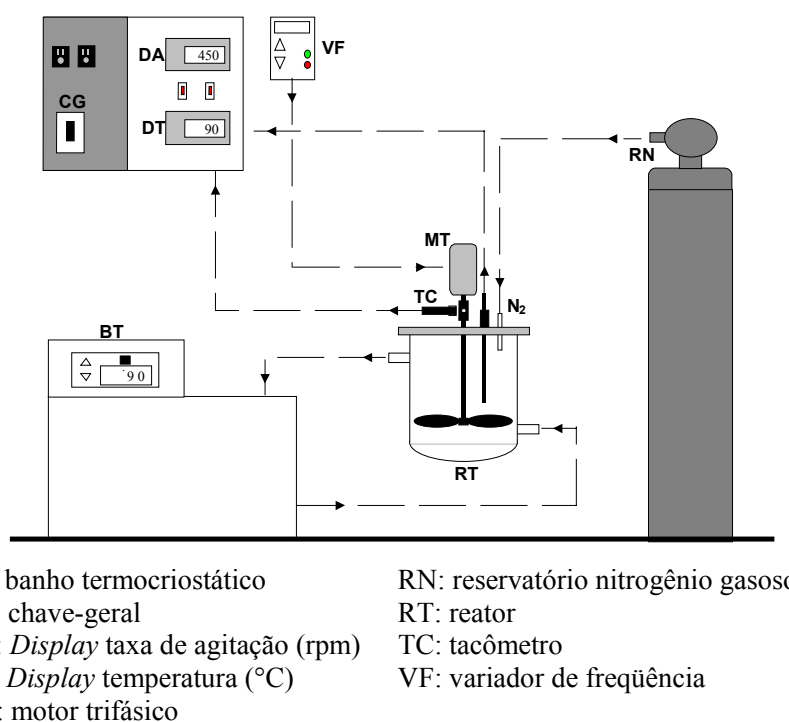 VF
DA
450
CG
DT
90
RN
MT
TC
N₂
BT
90
RT
banho termocriostático
chave-geral
: Display taxa de agitação (rpm)
Display temperatura (°C)
: motor trifásico
RN: reservatório nitrogênio gasoso
RT: reator
TC: tacômetro
VF: variador de freqüência